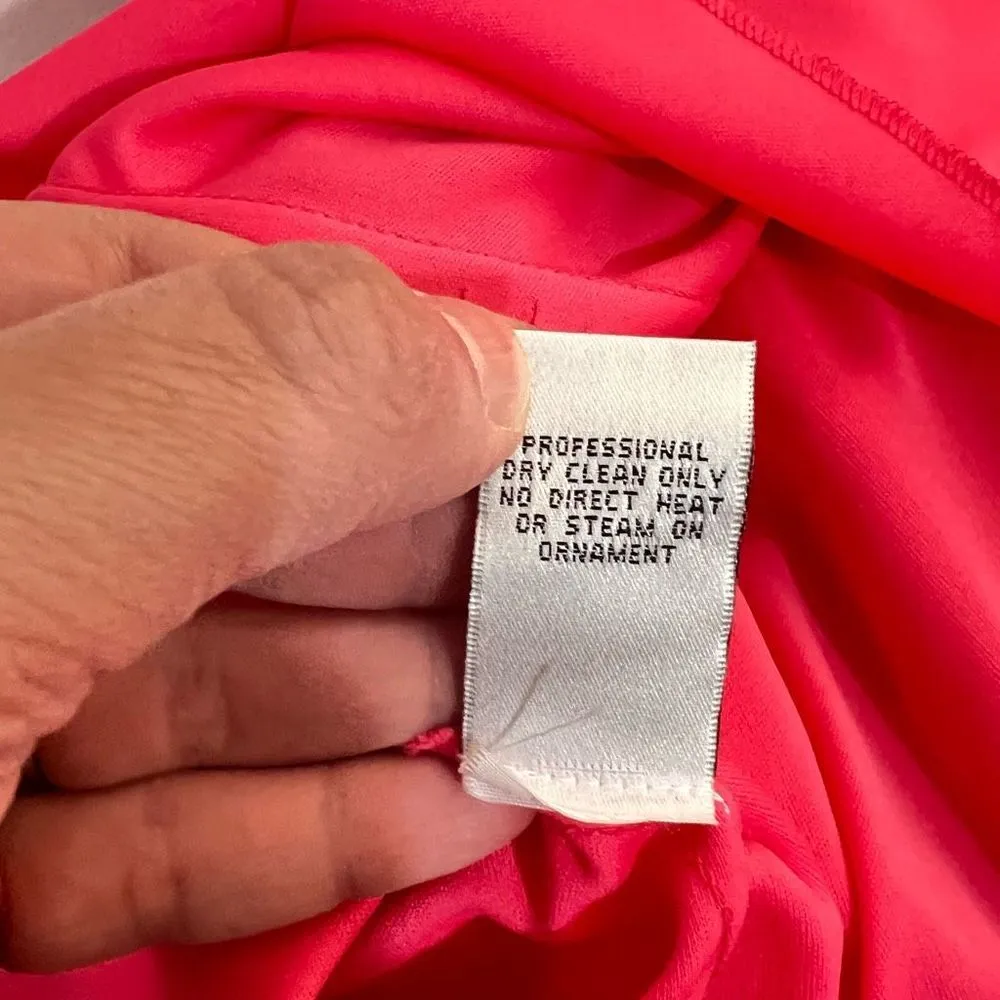 PROFESSIONAL
DRY CLEAN ONLY
NO DIRECT HEAT
OR STEAM ON
ORNAMENT